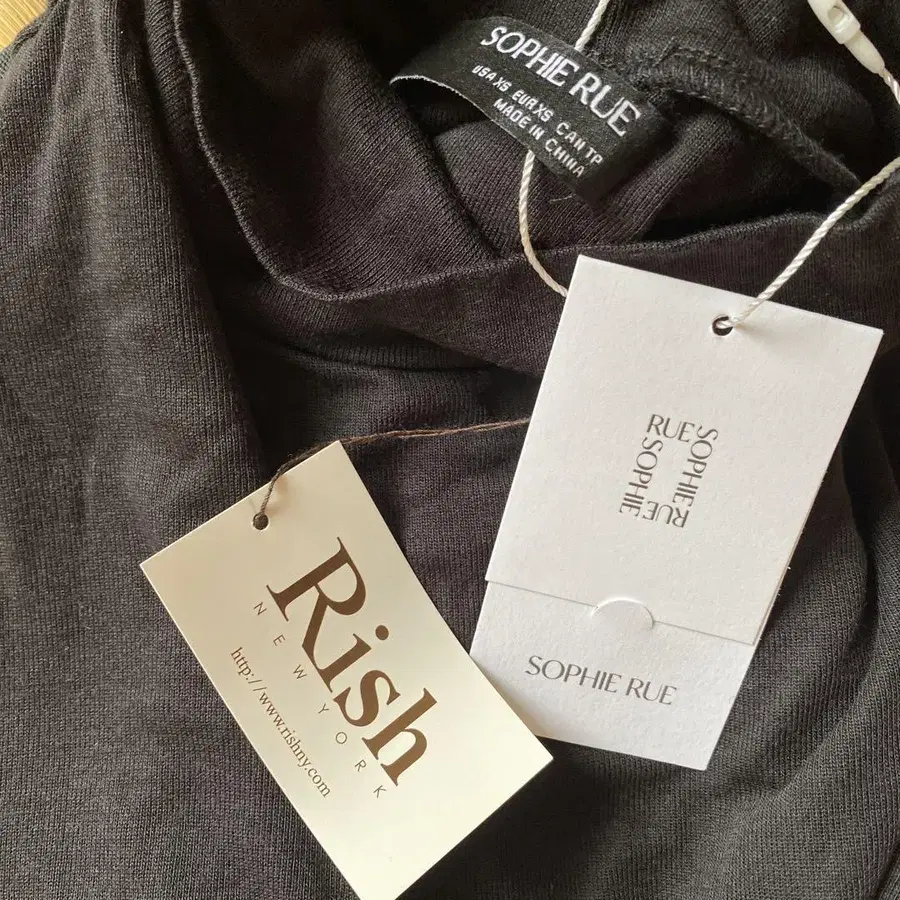 SOPHIE RUE
USA XS EUR XS CAN TP
MADE IN CHINA
RUE SOPHIE
RUE SOPHIE
SOPHIE RUE
Rish
NEW YORK
http://www.rishny.com